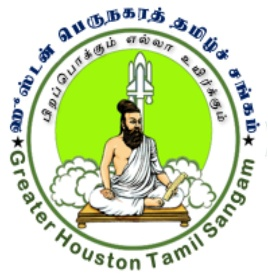 ஹூஸ்டன் பெருநகரத் தமிழ்ச் சங்கம்
பிறப்பொக்கும் எல்லா உயிர்க்கும்
Greater Houston Tamil Sangam